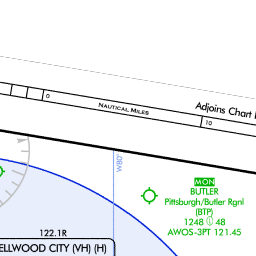 0
NAUTICAL MILES
10
Adjoins Chart
W80°
MON
BUTLER
Pittsburgh/Butler Rgnl
(BTP)
1248 48
AWOS-3PT 121.45
122.1R
ELLWOOD CITY (VH) (H)